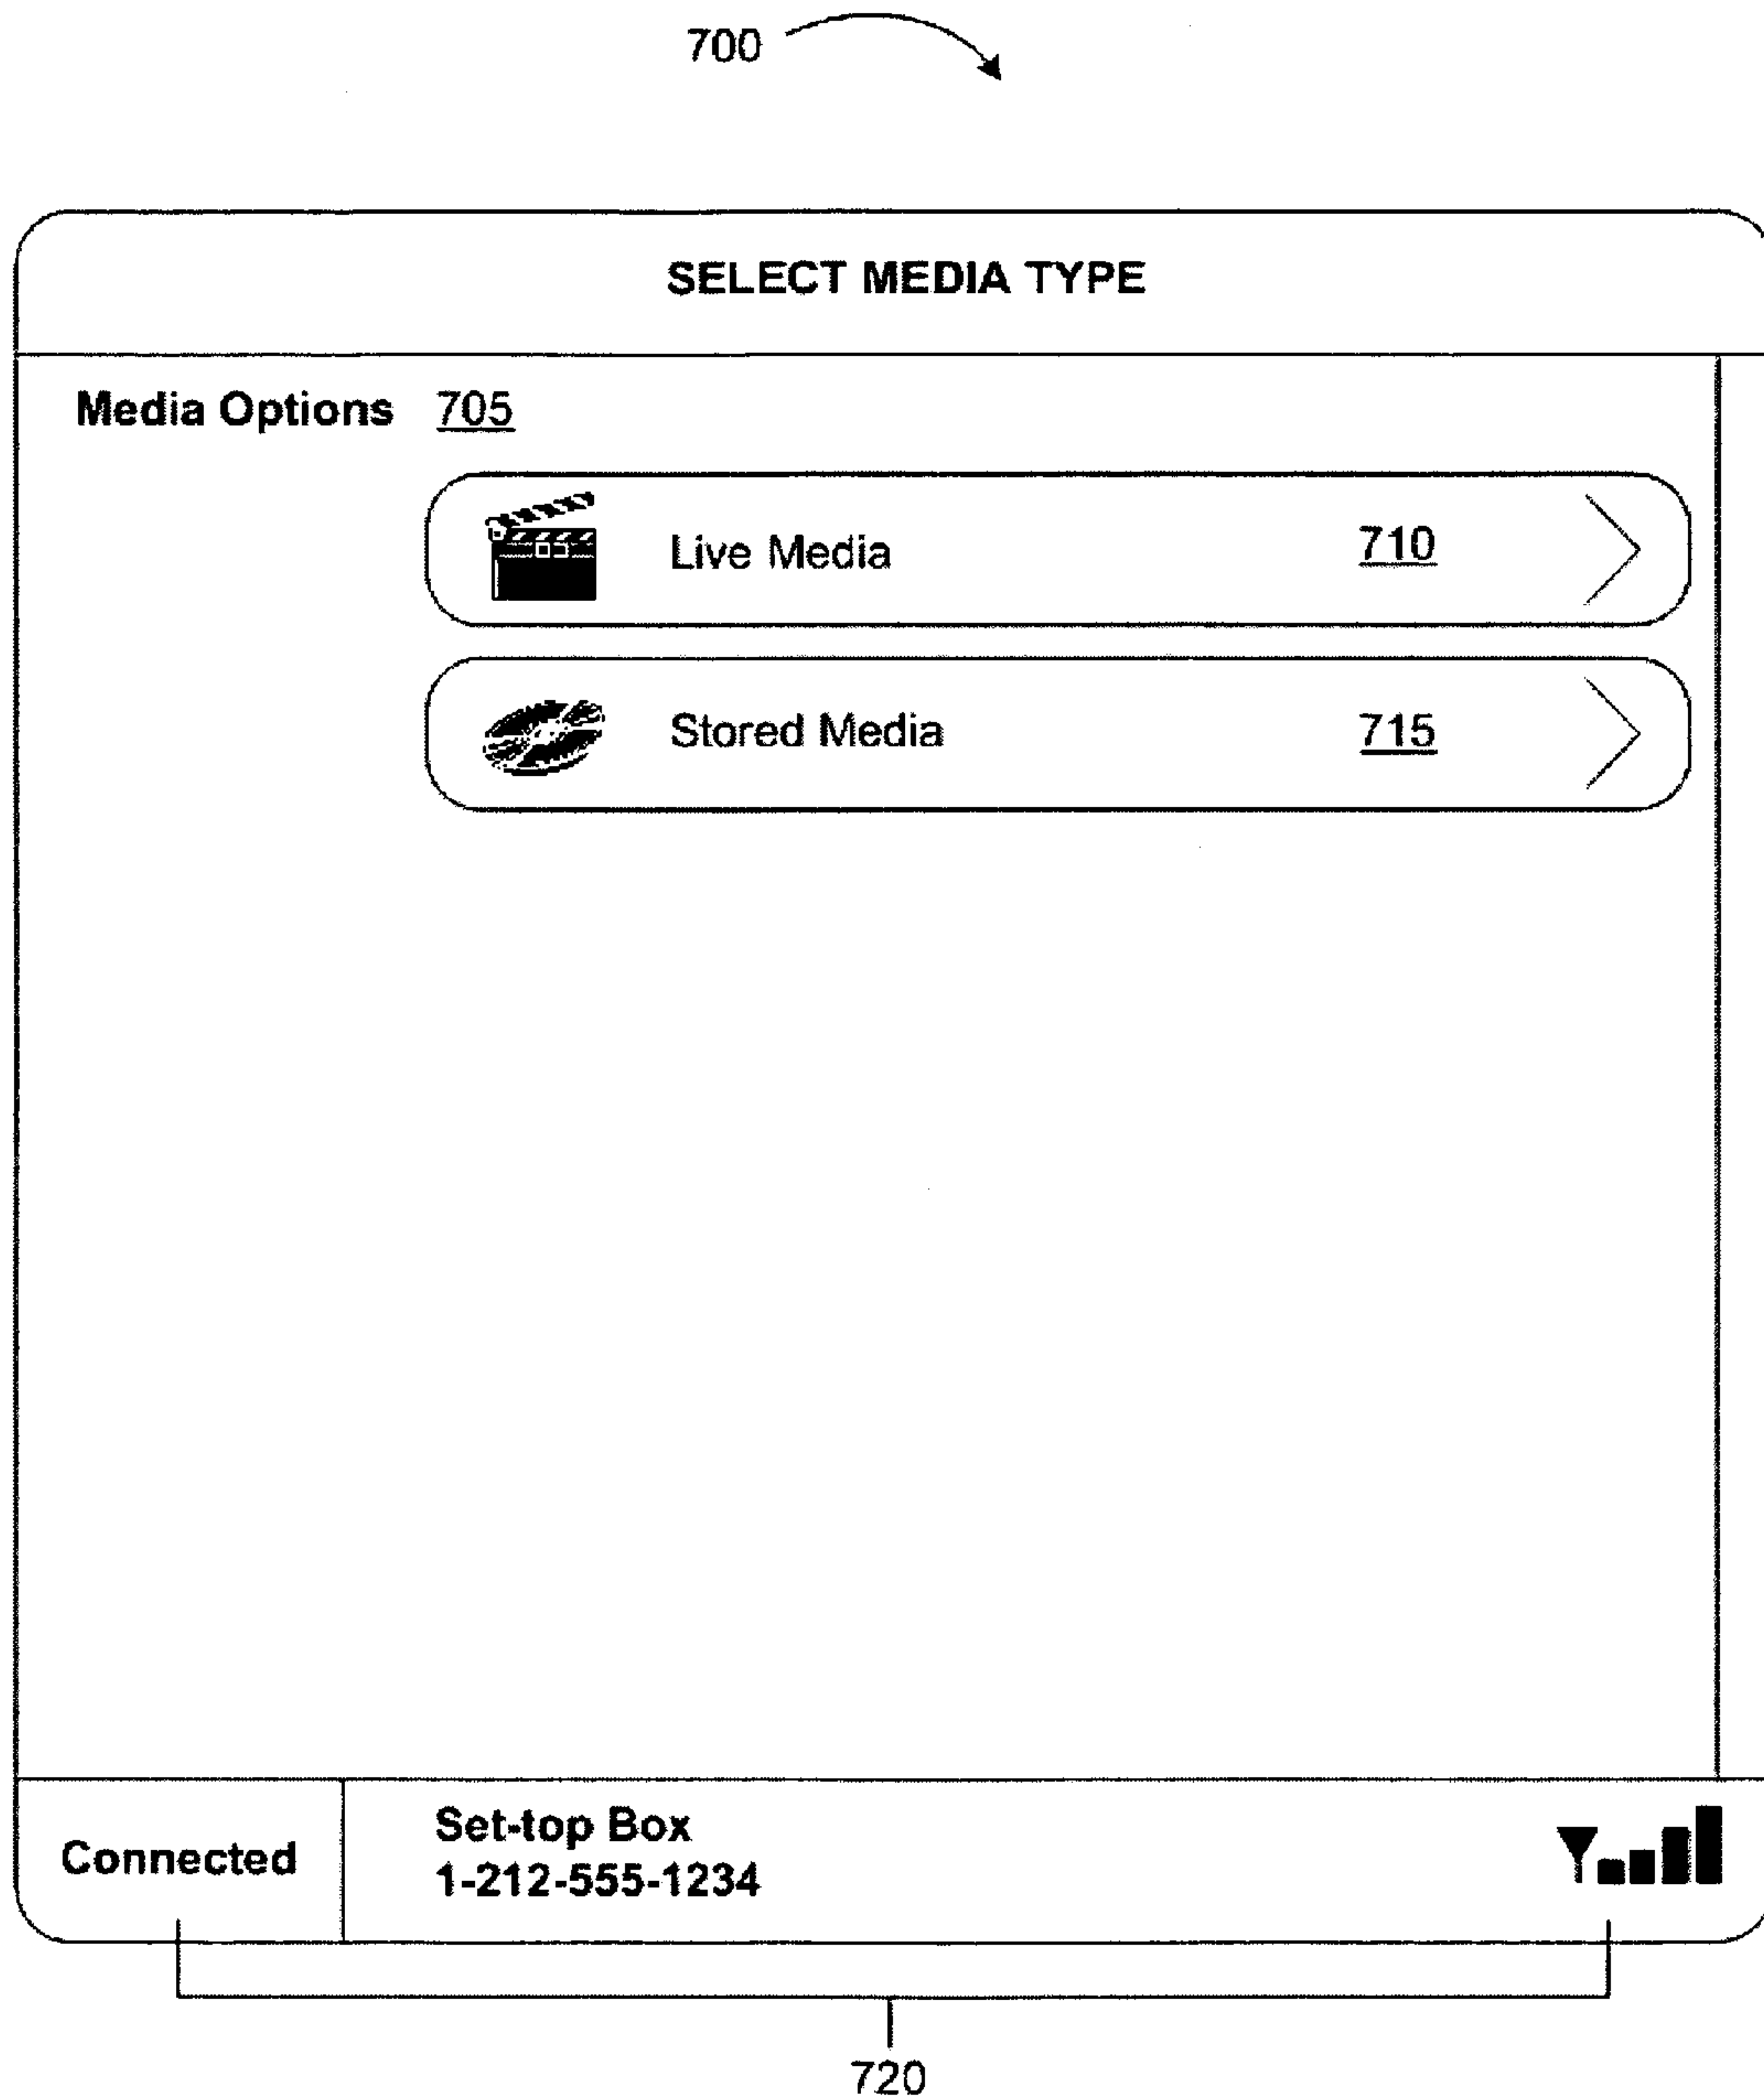 700
SELECT MEDIA TYPE
Media Options 705
Live Media 710
Stored Media 715
Connected
Set-top Box
1-212-555-1234
720